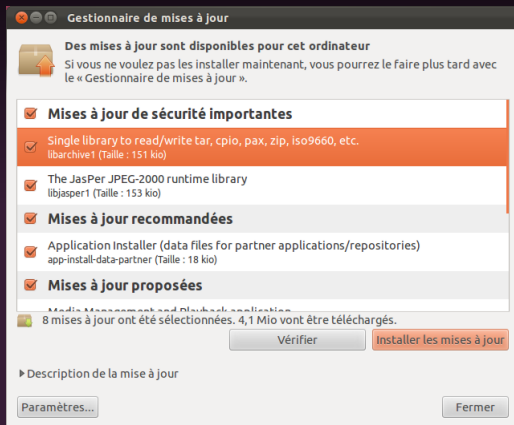 Gestionnaire de mises à jour
Des mises à jour sont disponibles pour cet ordinateur
Si vous ne voulez pas les installer maintenant, vous pourrez le faire plus tard avec
le « Gestionnaire de mises à jour ».
Mises à jour de sécurité importantes
Single library to read/write tar, cpio, pax, zip, iso9660, etc.
libarchive1 (Taille : 151 kio)
The JasPer JPEG-2000 runtime library
libjasper1 (Taille : 153 kio)
Mises à jour recommandées
Application Installer (data files for partner applications/repositories)
app-install-data-partner (Taille : 18 kio)
Mises à jour proposées
Media Management and Playback application
8 mises à jour ont été sélectionnées. 4,1 Mio vont être téléchargés.
Vérifier
Installer les mises à jour
Description de la mise à jour
Paramètres...
Fermer